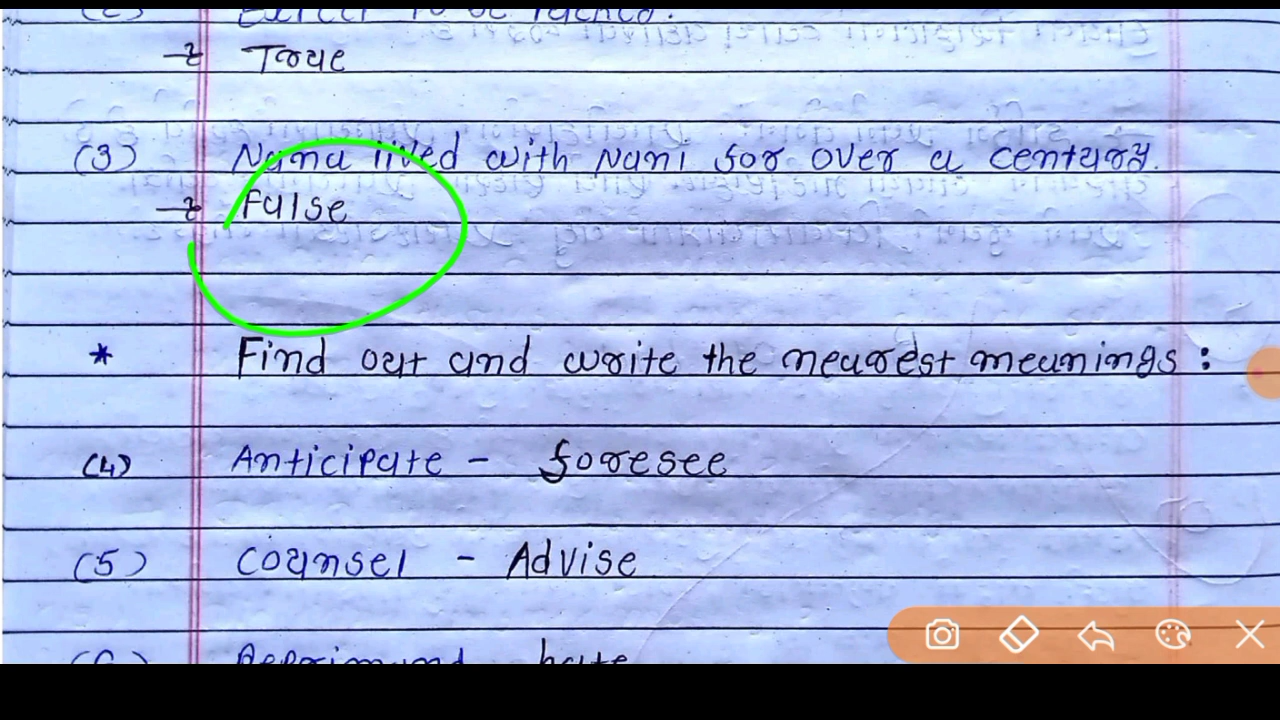 → True
(3) Nana lived with Nani for over a century.
→ False
* Find out and write the nearest meanings :
(4) Anticipate - foresee
(5) Counsel - Advise